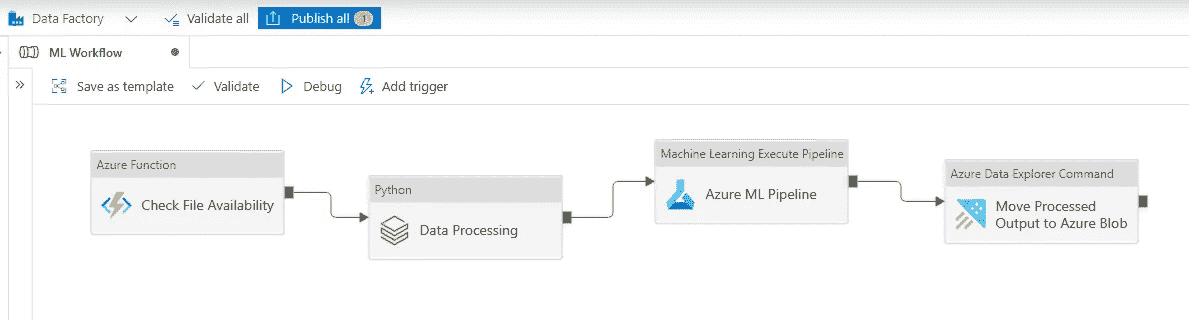 Data Factory Validate all Publish all 1
ML Workflow
Save as template Validate Debug Add trigger
Azure Function
Check File Availability
Python
Data Processing
Machine Learning Execute Pipeline
Azure ML Pipeline
Azure Data Explorer Command
Move Processed
Output to Azure Blob